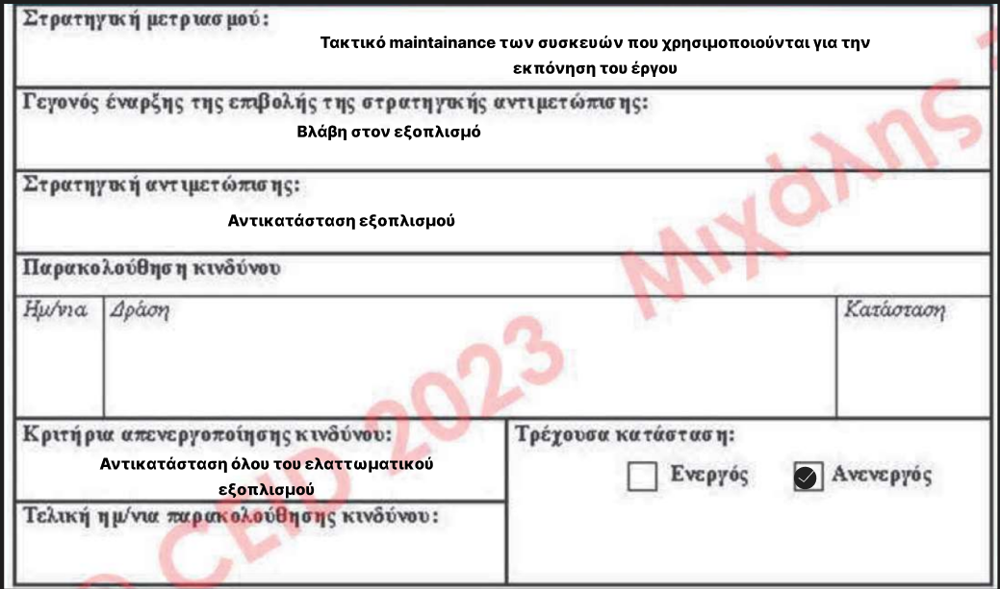 Στρατηγική μετριασμού:
Τακτικό maintainance των συσκευών που χρησιμοποιούνται για την
εκπόνηση του έργου
Γεγονός έναρξης της επιβολής της στρατηγικής αντιμετώπισης:
Βλάβη στον εξοπλισμό
Στρατηγική αντιμετώπισης:
Αντικατάσταση εξοπλισμού
Παρακολούθηση κινδύνου
Ημ/νια Δράση Κατάσταση
Κριτήρια απενεργοποίησης κινδύνου:
Αντικατάσταση όλου του ελαττωματικού
εξοπλισμού
Τρέχουσα κατάσταση:
Ενεργός Ανενεργός
Τελική ημ/νια παρακολούθησης κινδύνου:
© CEID 2023 Μιχάλης